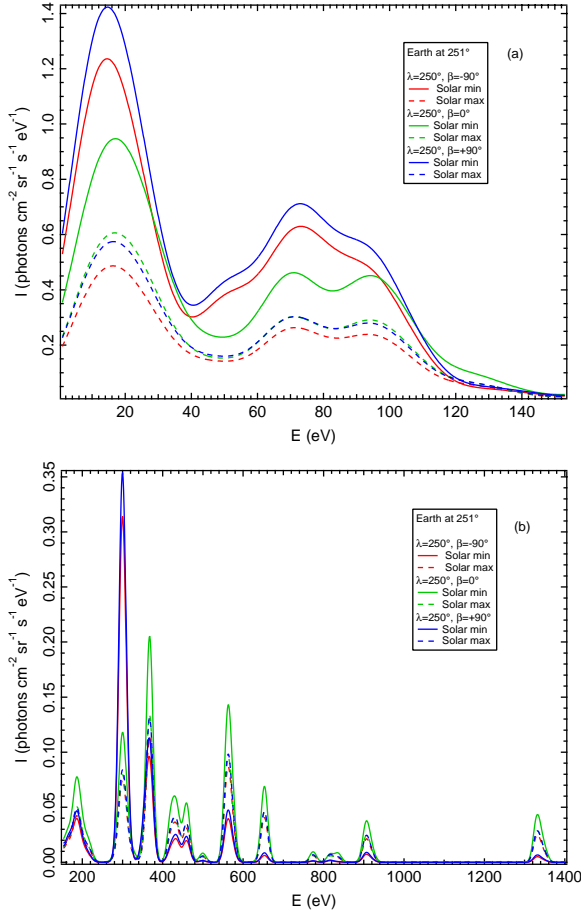 1.4
1.2
1.0
0.8
0.6
0.4
0.2
I (photons cm-2 sr-1 s-1 eV-1)
Earth at 251°
(a)
λ=250°, β=-90°
Solar min
Solar max
λ=250°, β=0°
Solar min
Solar max
λ=250°, β=+90°
Solar min
Solar max
20 40 60 80 100 120 140
E (eV)
0.35
0.30
0.25
0.20
0.15
0.10
0.05
0.00
I (photons cm-2 sr-1 s-1 eV-1)
Earth at 251°
(b)
λ=250°, β=-90°
Solar min
Solar max
λ=250°, β=0°
Solar min
Solar max
λ=250°, β=+90°
Solar min
Solar max
200 400 600 800 1000 1200 1400
E (eV)